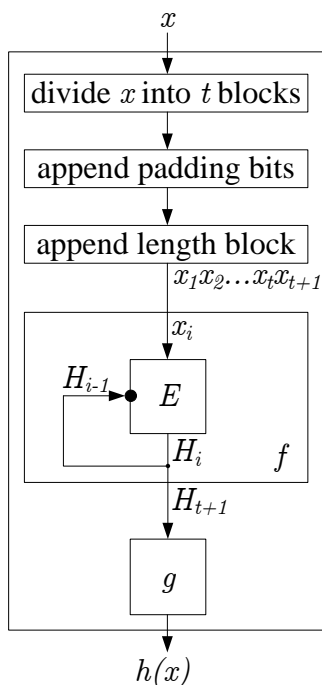 x
divide x into t blocks
append padding bits
append length block
x₁x₂...xₜxₜ₊₁
xᵢ
Hᵢ₋₁
E
Hᵢ
f
Hₜ₊₁
g
h(x)